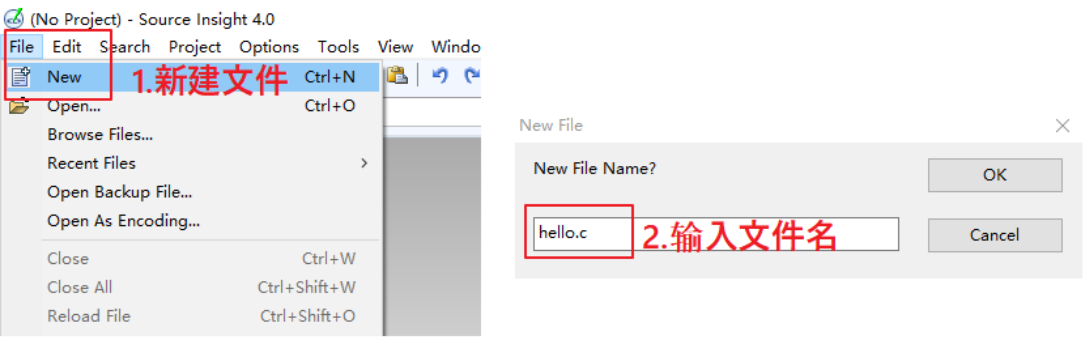 (No Project) - Source Insight 4.0
File Edit Search Project Options Tools View Windo
New 1.新建文件 Ctrl+N
Open... Ctrl+O
Browse Files...
Recent Files >
Open Backup File...
Open As Encoding...
Close Ctrl+W
Close All Ctrl+Shift+W
Reload File Ctrl+Shift+O
New File
New File Name?
OK
hello.c 2.输入文件名
Cancel